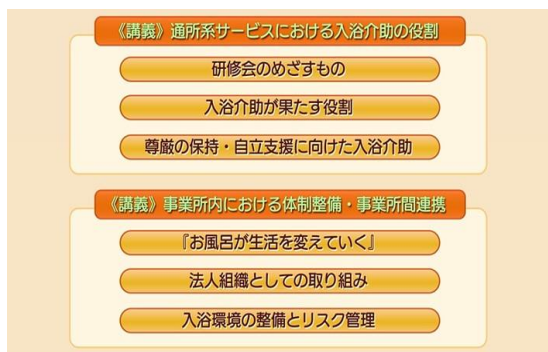 《講義》通所系サービスにおける入浴介助の役割
研修会のめざすもの
入浴介助が果たす役割
尊厳の保持・自立支援に向けた入浴介助
《講義》事業所内における体制整備・事業所間連携
『お風呂が生活を変えていく』
法人組織としての取り組み
入浴環境の整備とリスク管理